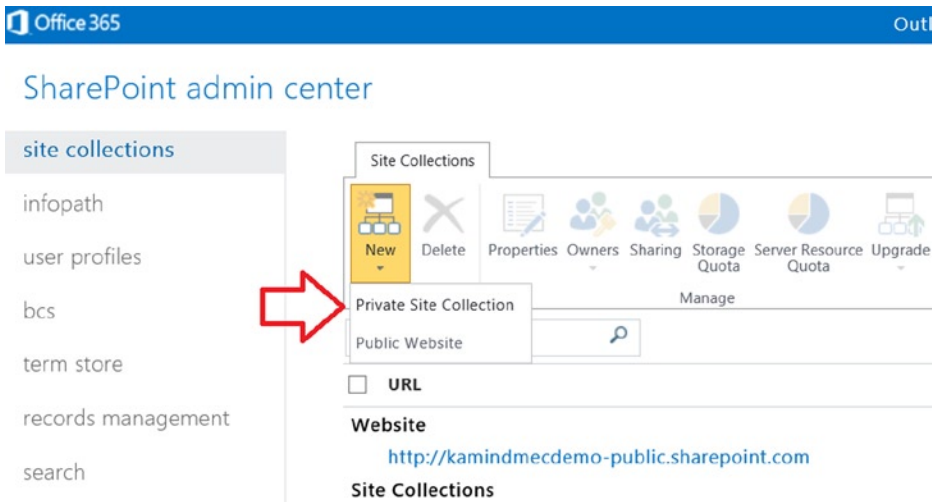 Office 365
Outl
SharePoint admin center
site collections
infopath
user profiles
bcs
term store
records management
search
Site Collections
New
Delete
Properties
Owners
Sharing
Storage
Quota
Server Resource
Quota
Upgrade
Manage
Private Site Collection
Public Website
URL
Website
http://kamindmecdemo-public.sharepoint.com
Site Collections